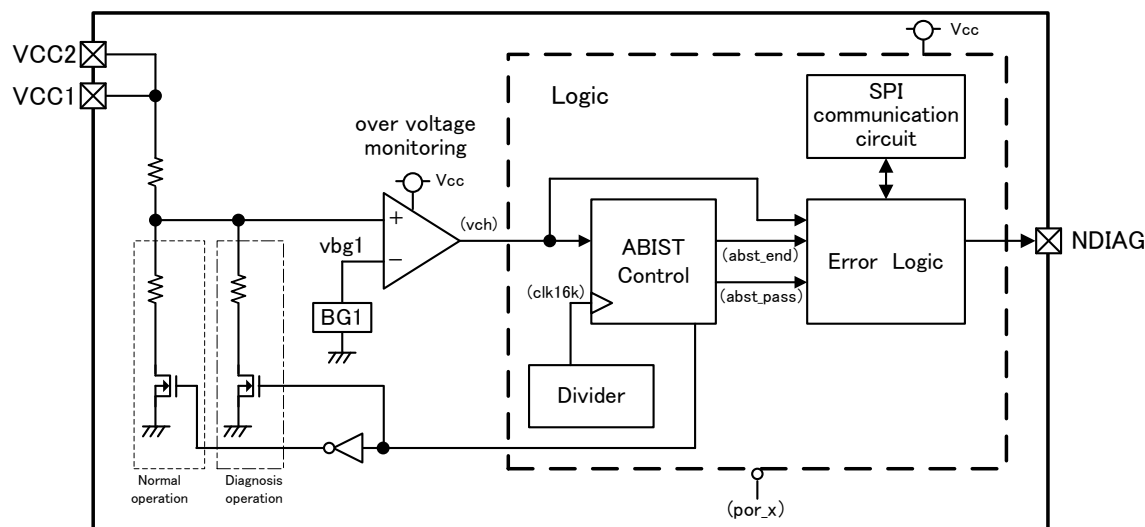 VCC2
VCC1
Vcc
Logic
SPI
communication
circuit
over voltage
monitoring
Vcc
+
(vch)
ABIST
Control
(abst_end)
Error Logic
NDIAG
vbg1
−
(clk16k)
(abst_pass)
BG1
Divider
Normal
operation
Diagnosis
operation
(por_x)